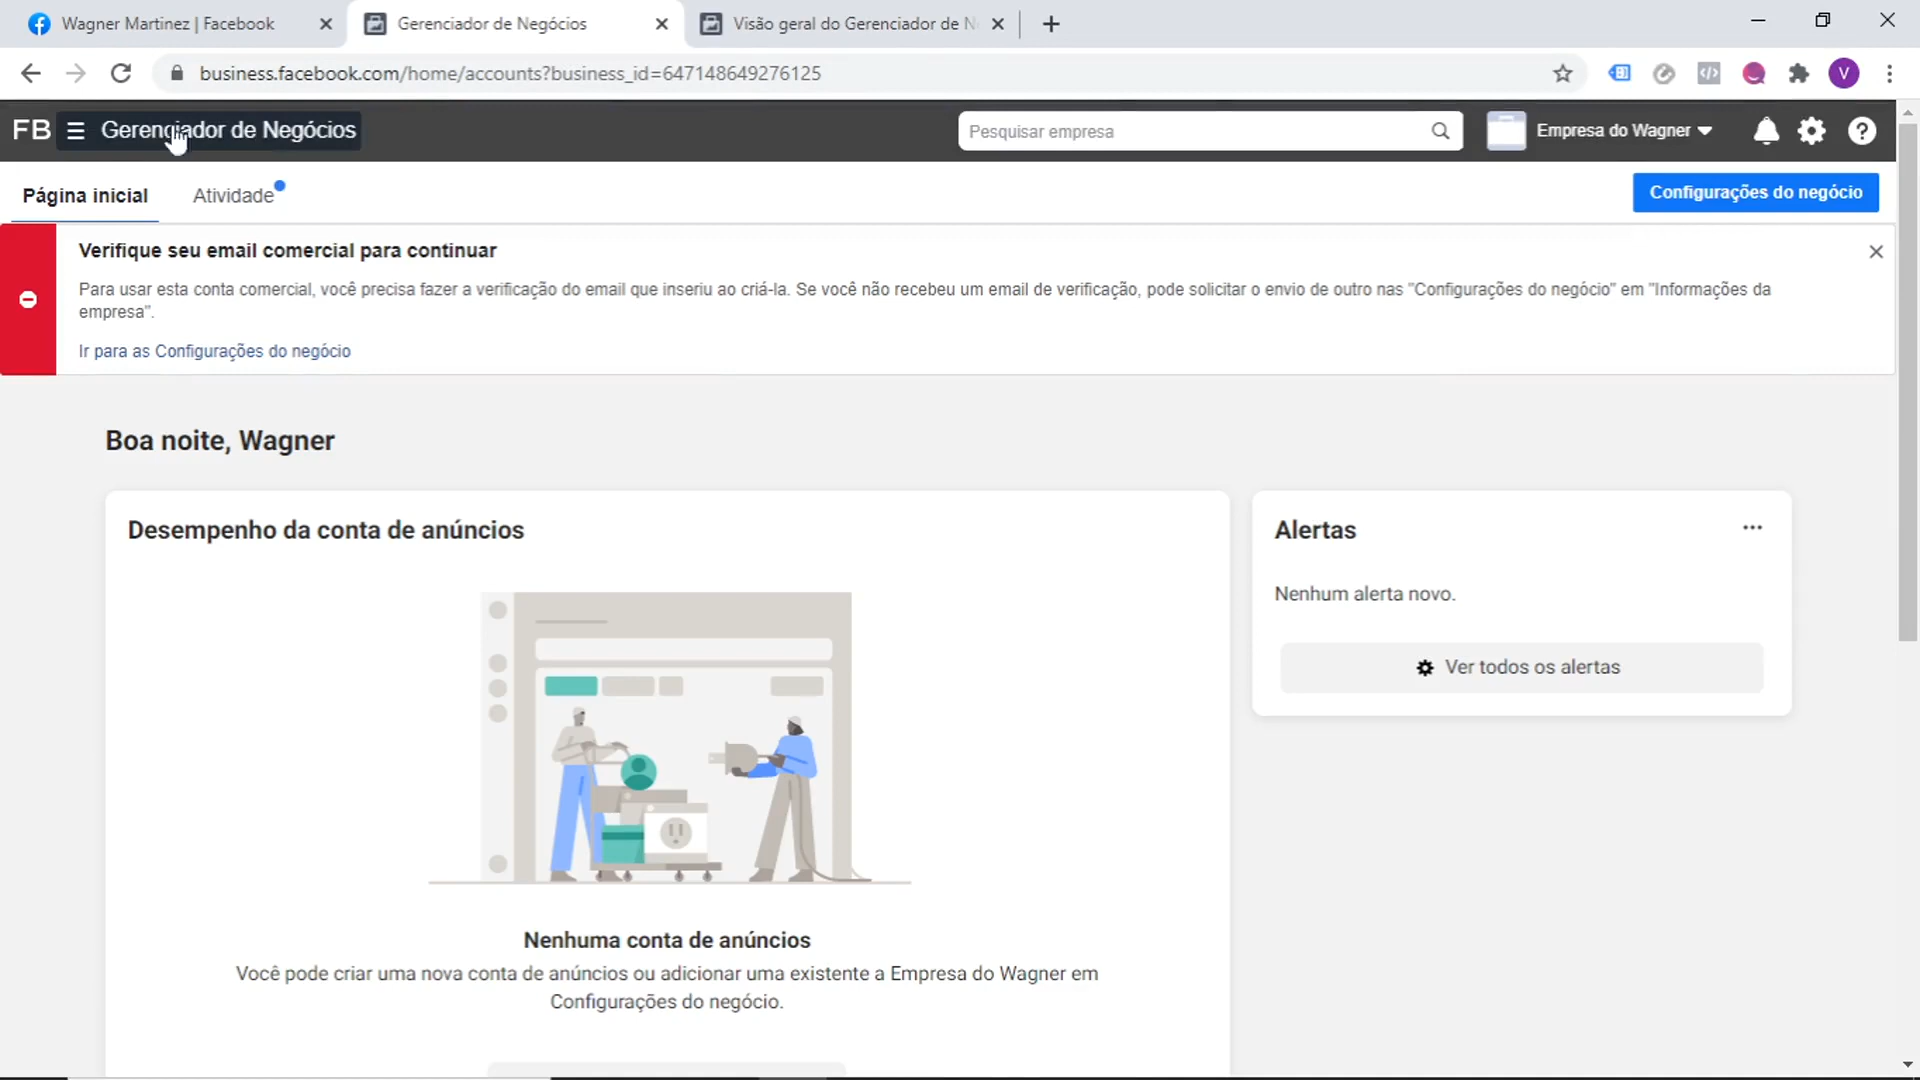 Wagner Martinez | Facebook
Gerenciador de Negócios
Visão geral do Gerenciador de N
business.facebook.com/home/accounts?business_id=647148649276125
V
FB Gerenciador de Negócios
Pesquisar empresa
Empresa do Wagner
Página inicial
Atividade
Configurações do negócio
Verifique seu email comercial para continuar
Para usar esta conta comercial, você precisa fazer a verificação do email que inseriu ao criá-la. Se você não recebeu um email de verificação, pode solicitar o envio de outro nas "Configurações do negócio" em "Informações da
empresa".
Ir para as Configurações do negócio
Boa noite, Wagner
Desempenho da conta de anúncios
Nenhuma conta de anúncios
Você pode criar uma nova conta de anúncios ou adicionar uma existente a Empresa do Wagner em
Configurações do negócio.
Alertas
Nenhum alerta novo.
Ver todos os alertas